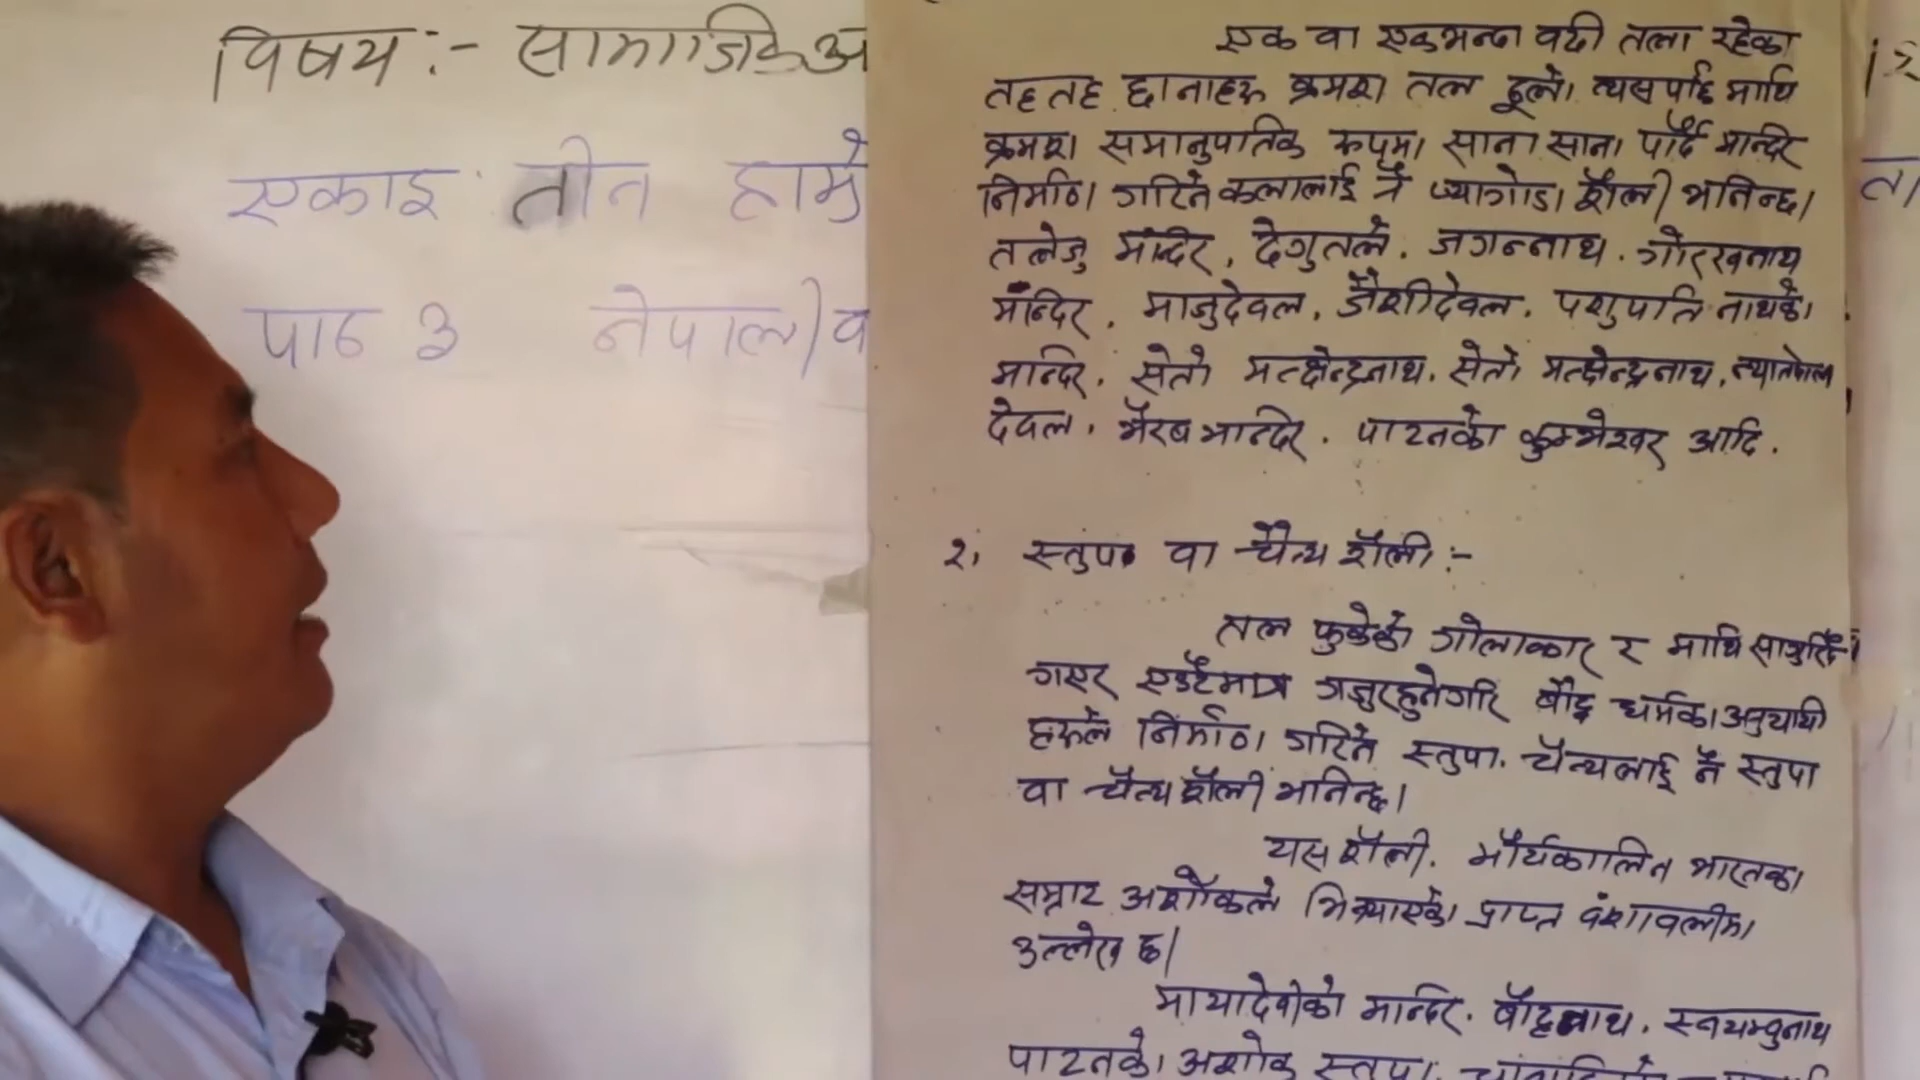 विषय :- सामाजिक अ
एकाइ तीन हाम्रो
पाठ ३ नेपाली व
एक वा एकभन्दा बढी तला रहेका
तह तह छानाहरू क्रमशः तल ठूलो त्यसपछि माथि
क्रमशः समानुपातिक रूपमा साना साना पार्दै मन्दिर
निर्माण गरिने कलालाई नै प्यागोडा शैली भनिन्छ।
तलेजु मन्दिर, देगुतले, जगन्नाथ, गोरखनाथ
मन्दिर, माजुदेवल, जैशीदेवल, पशुपति नाथको
मन्दिर, सेतो मत्क्षेन्द्रनाथ, सेतो मत्क्षेन्द्रनाथ, न्यातपोल
देवल, भैरब मन्दिर, पाटनको कुम्भेश्वर आदि.
२. स्तुपा वा चैत्य शैली :-
तल फुकेको गोलाकार र माथि साँघुरिँदै
गएर एउटैमात्र गजुर हुनेगरि बौद्ध धर्मका अनुयायी
हरूले निर्माण गरिने स्तुपा, चैत्यलाई नै स्तुपा
वा चैत्य शैली भनिन्छ।
यस शैली, मौर्यकालिन भारतका
सम्राट अशोकले भित्र्याएको प्राप्त वंशावलीमा
उल्लेख छ।
मायादेवीको मन्दिर, बौद्धनाथ, स्वयम्भुनाथ
पाटनको अशोक स्तुपा,